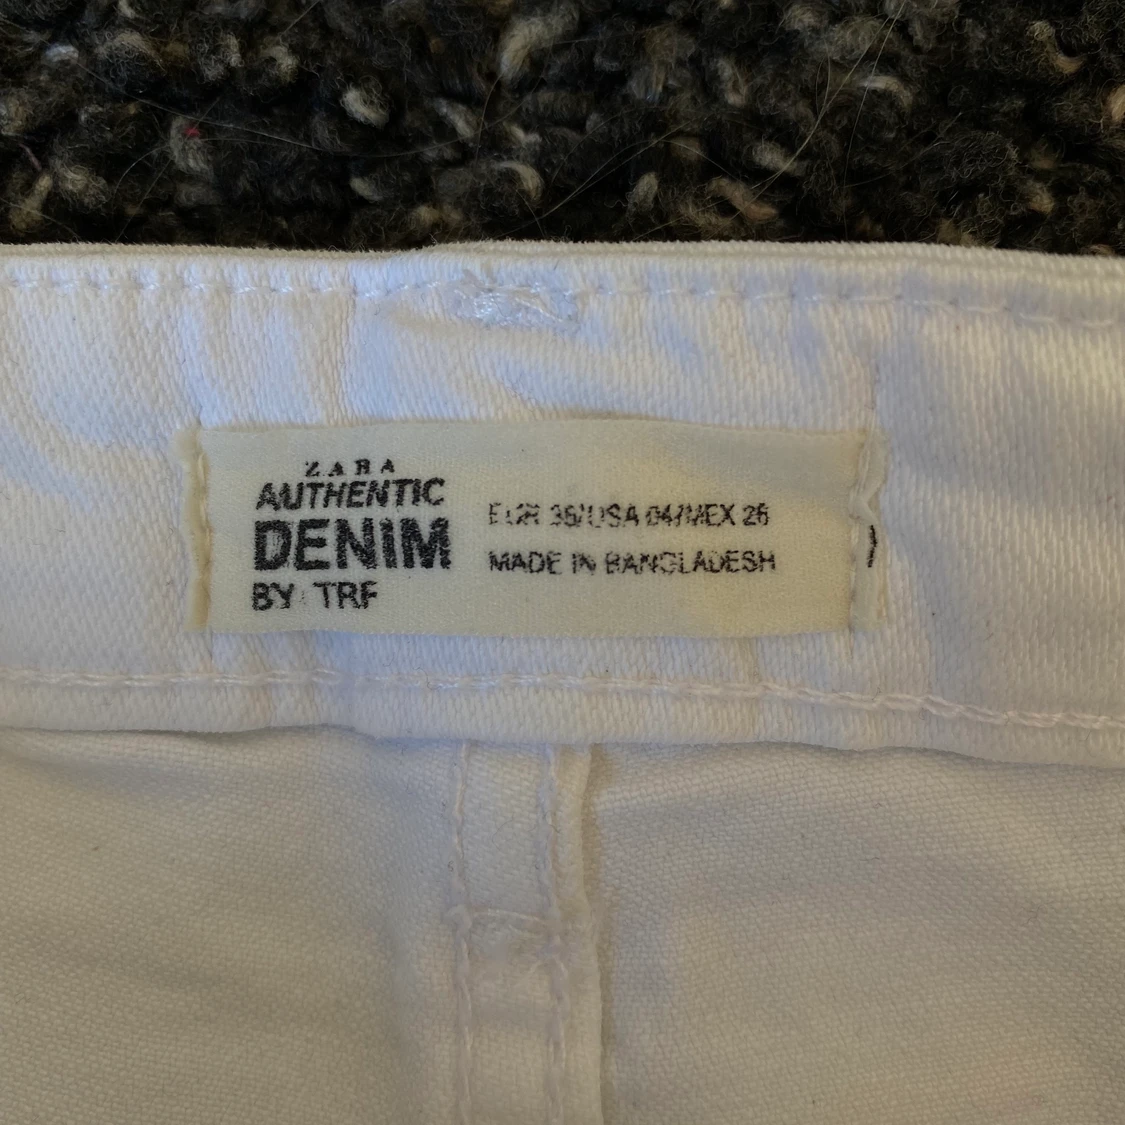 ZARA
AUTHENTIC
DENIM
BY TRF
EUR 36/USA 04/MEX 26
MADE IN BANGLADESH